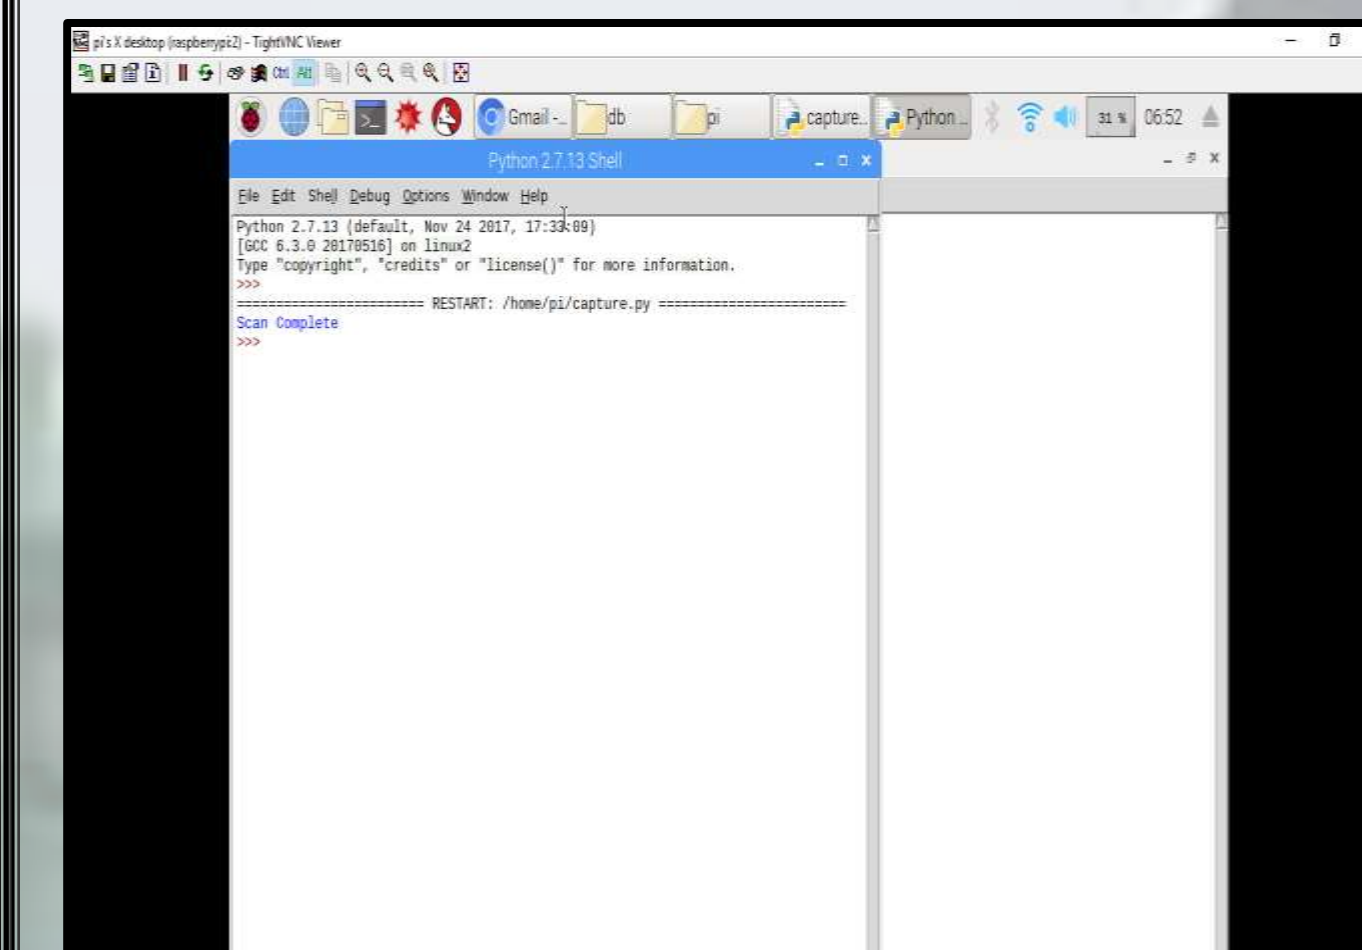 pi's X desktop (raspberrypi:2) - TightVNC Viewer
Ctrl Alt
Gmail -... db pi capture... Python ... 31 % 06:52
Python 2.7.13 Shell
File Edit Shell Debug Options Window Help
Python 2.7.13 (default, Nov 24 2017, 17:33:09)
[GCC 6.3.0 20170516] on linux2
Type "copyright", "credits" or "license()" for more information.
>>>
======================== RESTART: /home/pi/capture.py ========================
Scan Complete
>>>